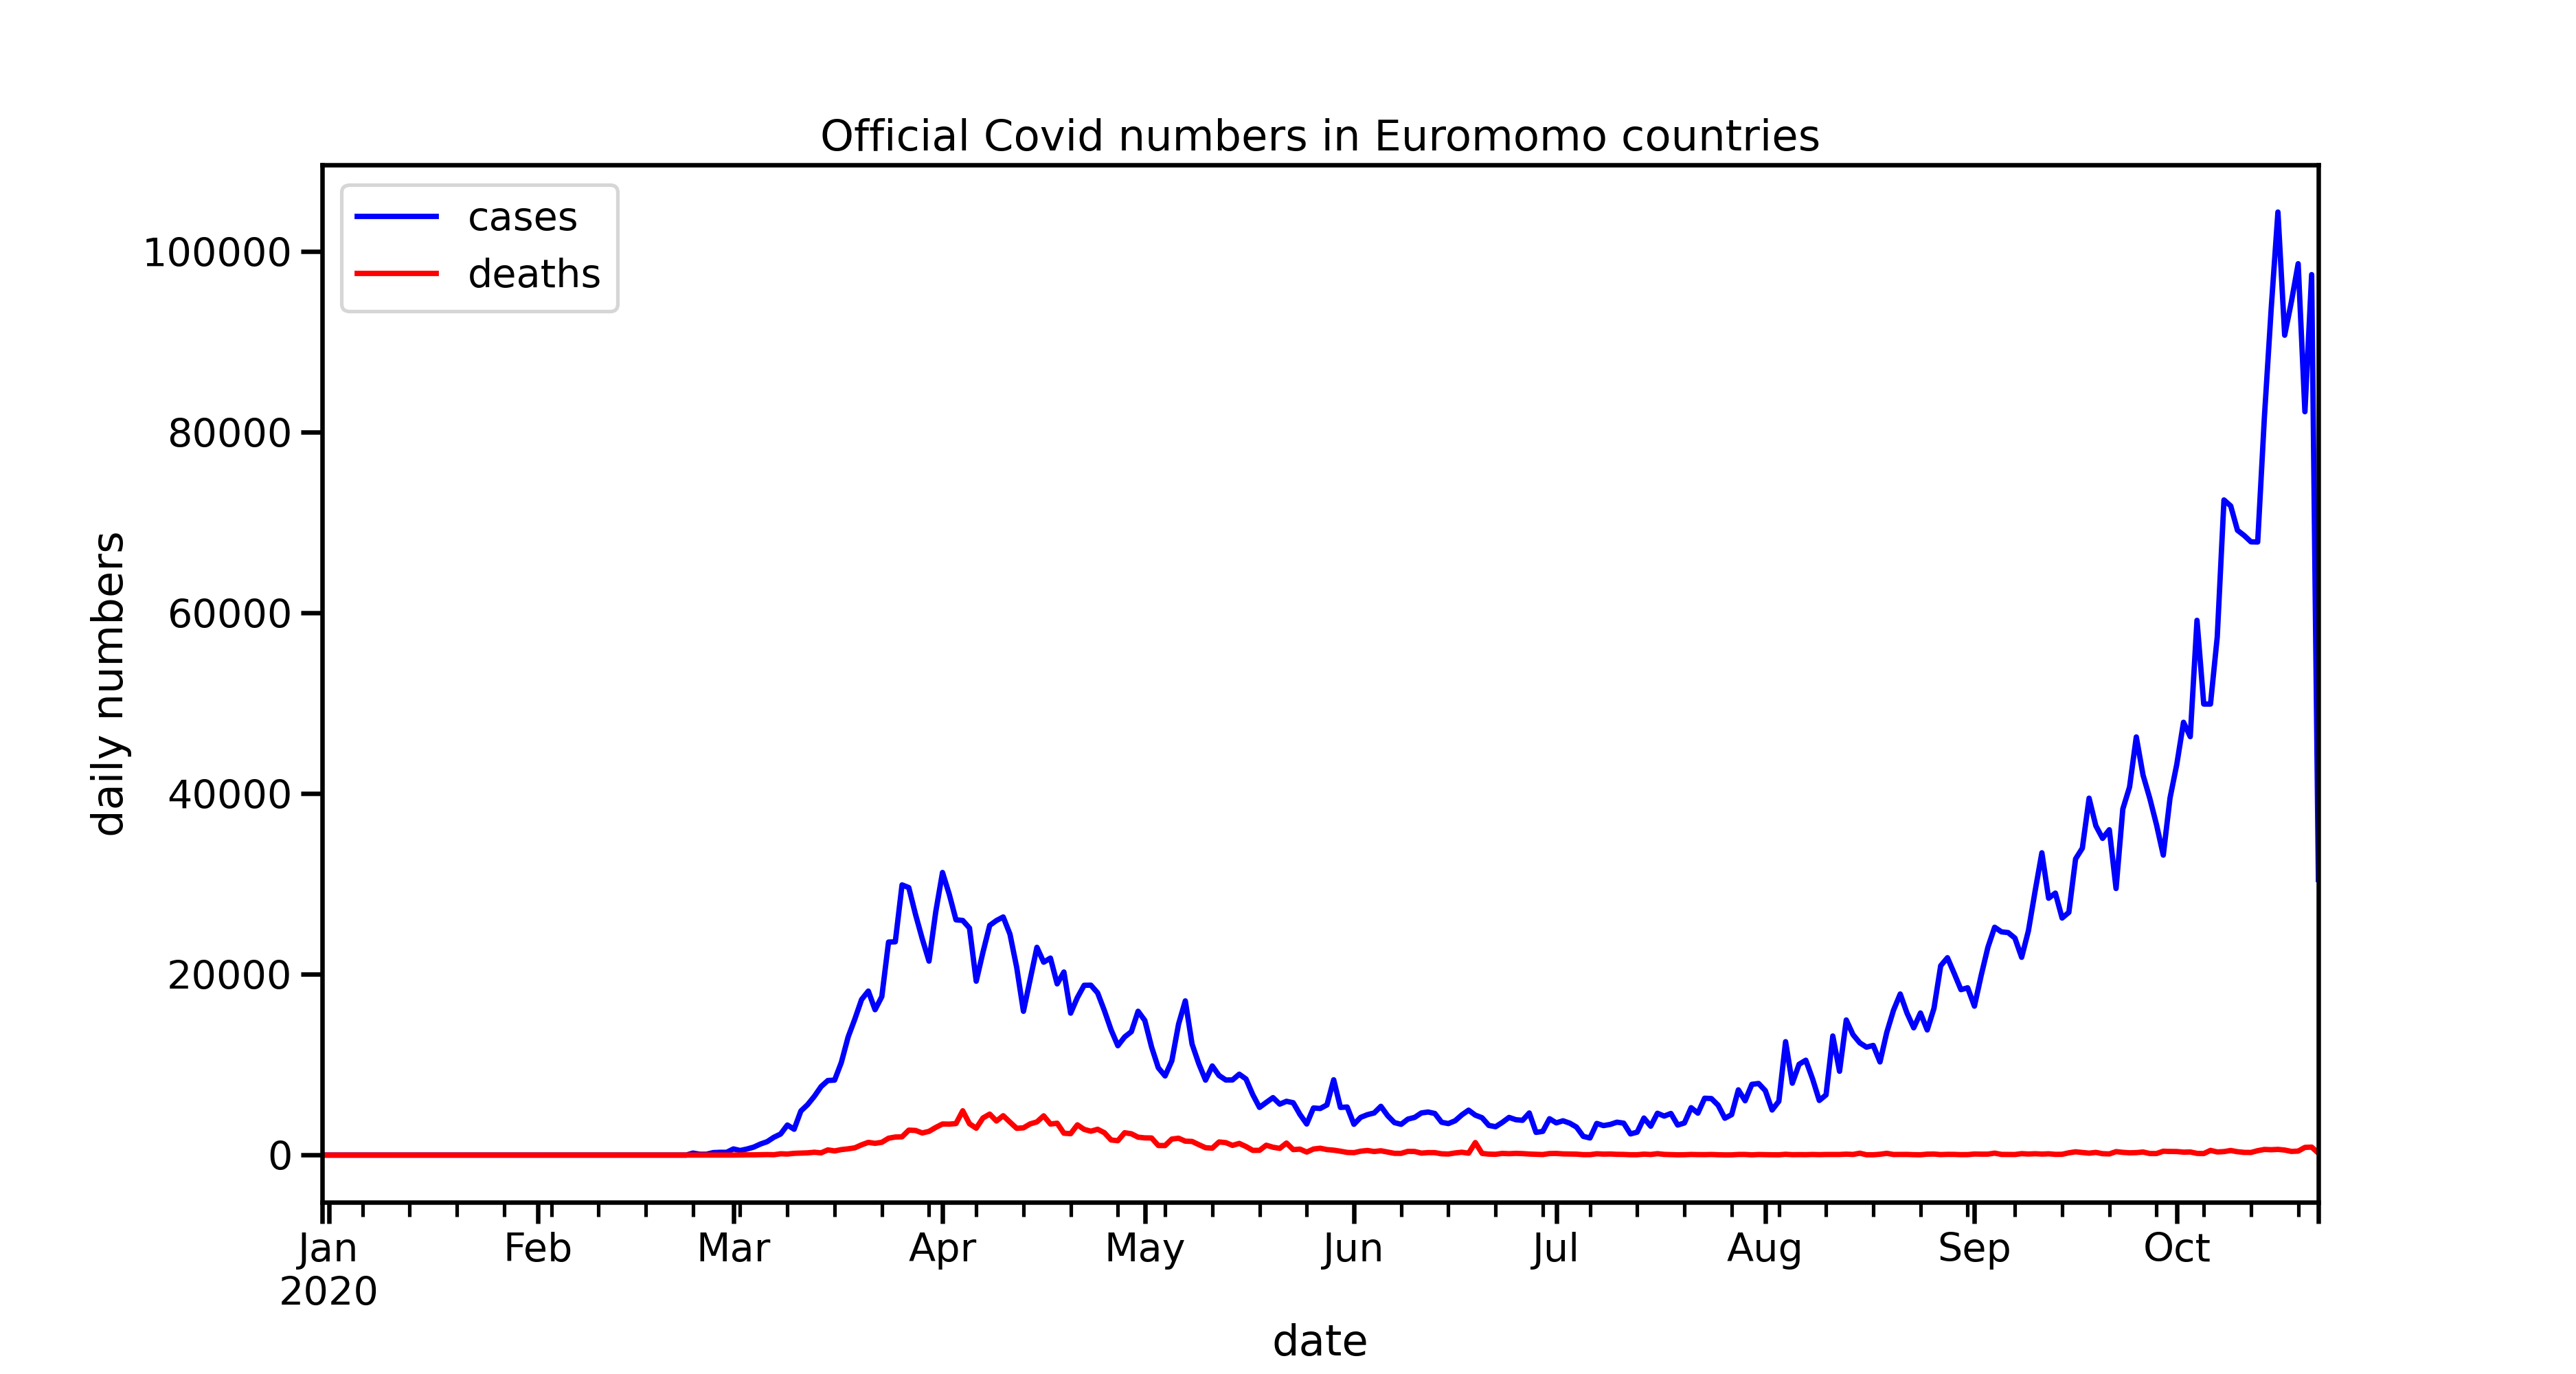 Official Covid numbers in Euromomo countries
cases
deaths
100000
80000
60000
40000
20000
0
daily numbers
Jan Feb Mar Apr May Jun Jul Aug Sep Oct
2020
date